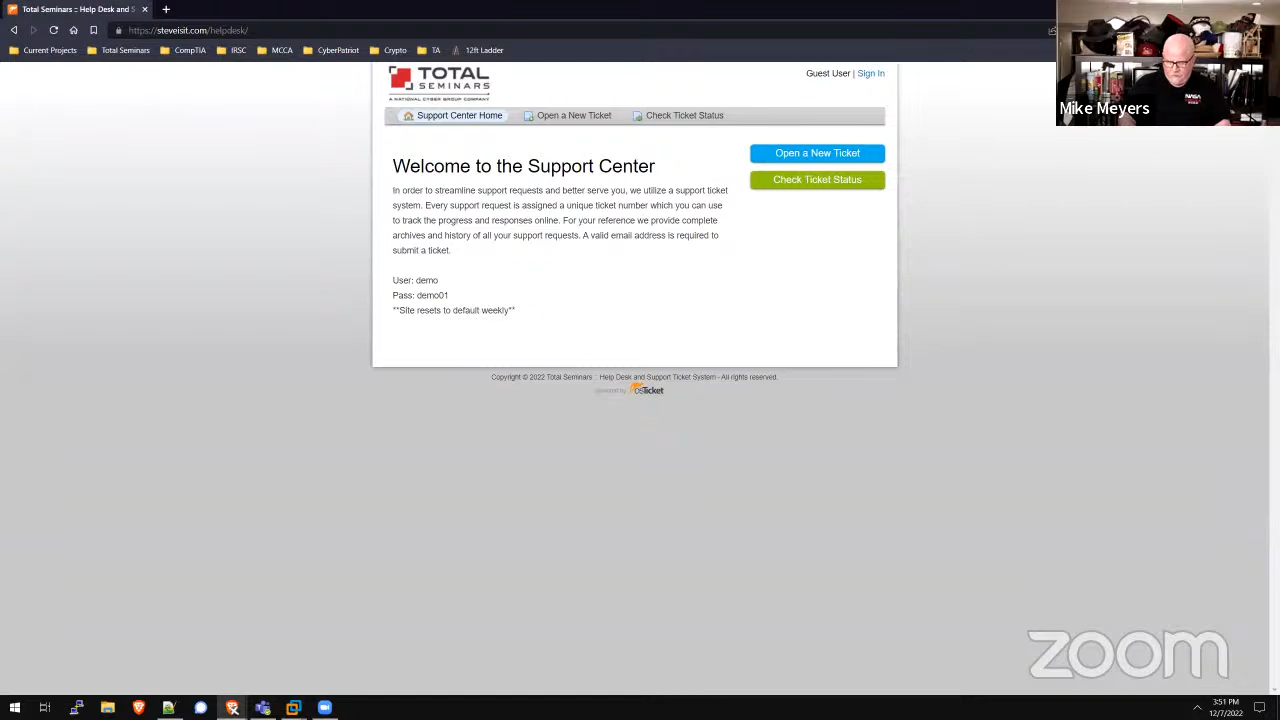 Total Seminars :: Help Desk and S
https://steveisit.com/helpdesk/
Current Projects
Total Seminars
CompTIA
IRSC
MCCA
CyberPatriot
Crypto
TA
12ft Ladder
TOTAL
SEMINARS
A NATIONAL CYBER GROUP COMPANY
Guest User | Sign In
Support Center Home
Open a New Ticket
Check Ticket Status
Welcome to the Support Center
In order to streamline support requests and better serve you, we utilize a support ticket
system. Every support request is assigned a unique ticket number which you can use
to track the progress and responses online. For your reference we provide complete
archives and history of all your support requests. A valid email address is required to
submit a ticket.
User: demo
Pass: demo01
**Site resets to default weekly**
Open a New Ticket
Check Ticket Status
Copyright © 2022 Total Seminars :: Help Desk and Support Ticket System - All rights reserved.
powered by osTicket
NASA
Mike Meyers
zoom
3:51 PM
12/7/2022